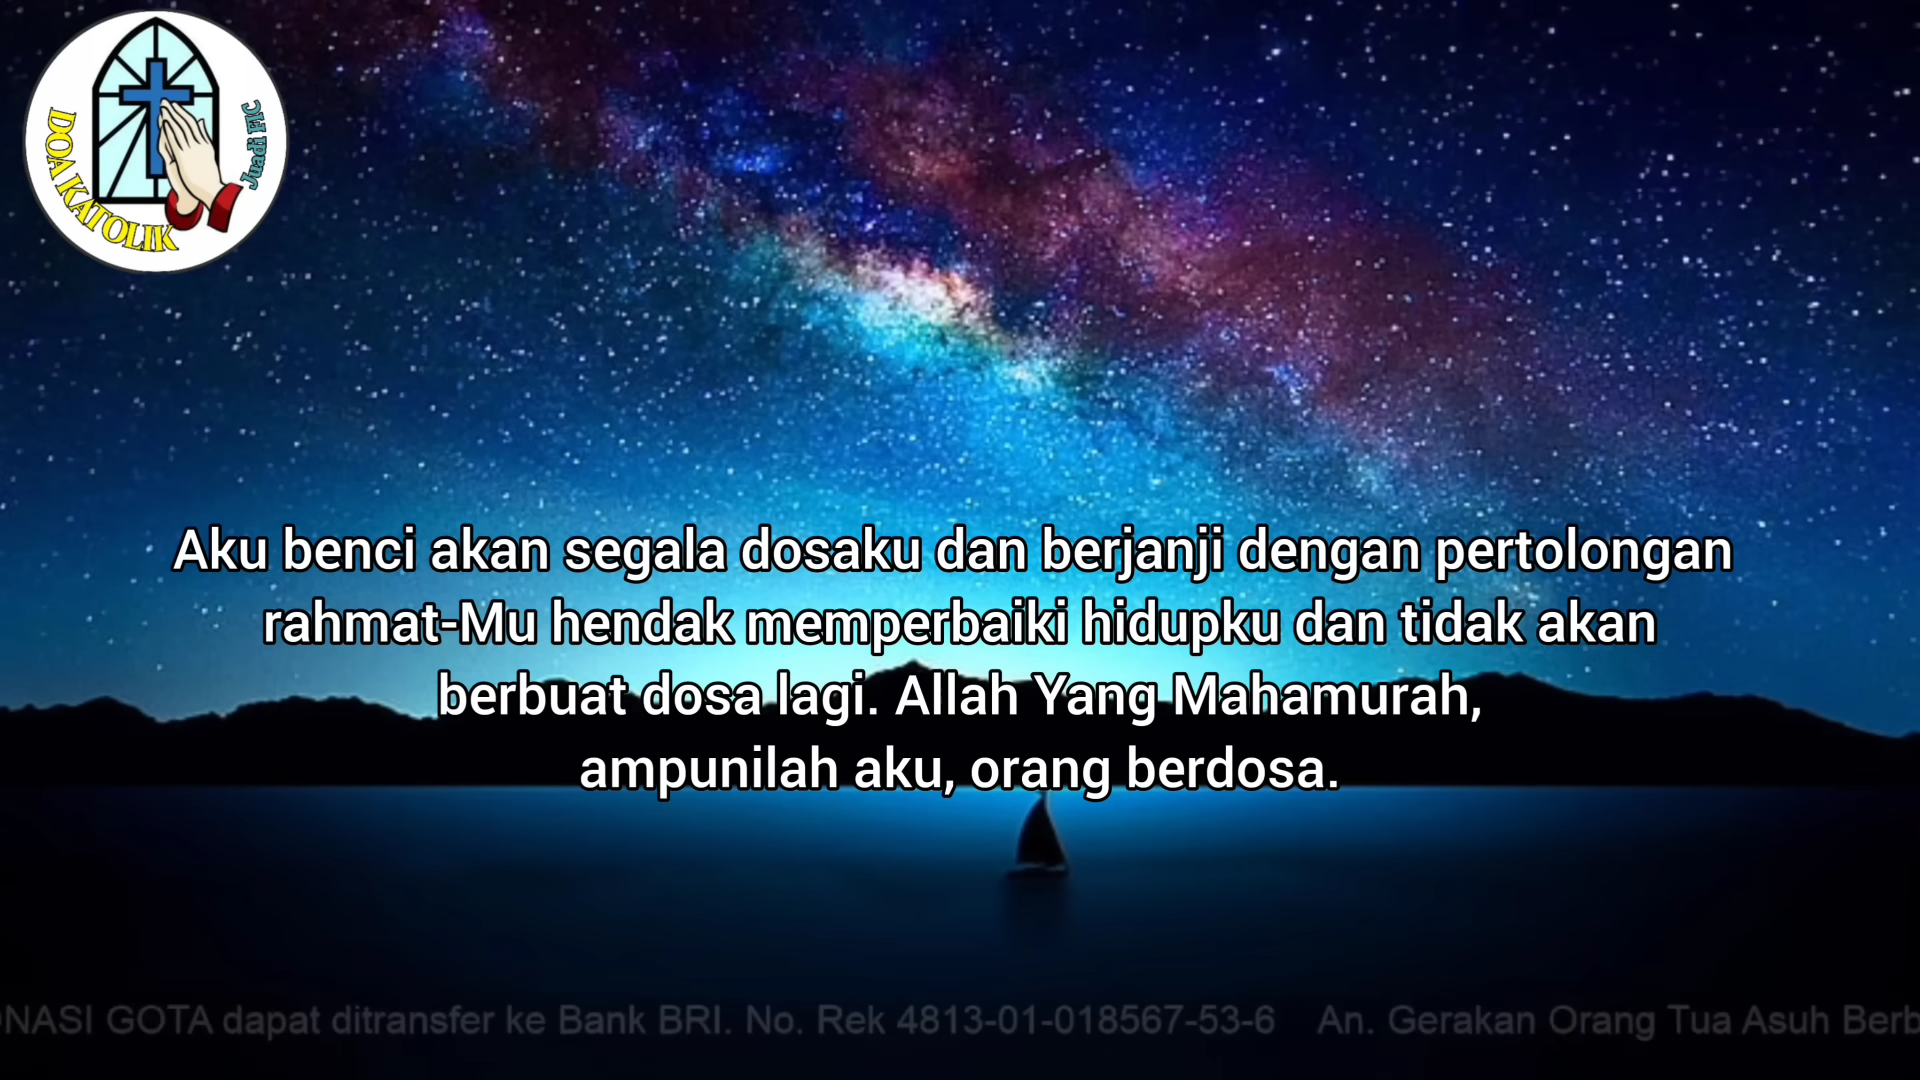 DOA KATOLIK
Juadi FIC
Aku benci akan segala dosaku dan berjanji dengan pertolongan
rahmat-Mu hendak memperbaiki hidupku dan tidak akan
berbuat dosa lagi. Allah Yang Mahamurah,
ampunilah aku, orang berdosa.
NASI GOTA dapat ditransfer ke Bank BRI. No. Rek 4813-01-018567-53-6 An. Gerakan Orang Tua Asuh Berb